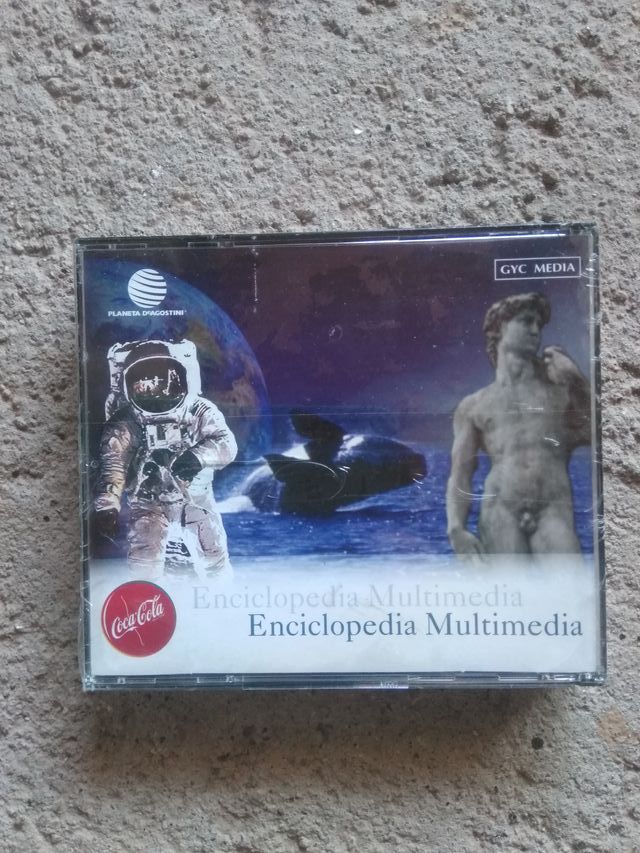 GYC MEDIA
PLANETA DEAGOSTINI
Coca-Cola
Enciclopedia Multimedia
Enciclopedia Multimedia